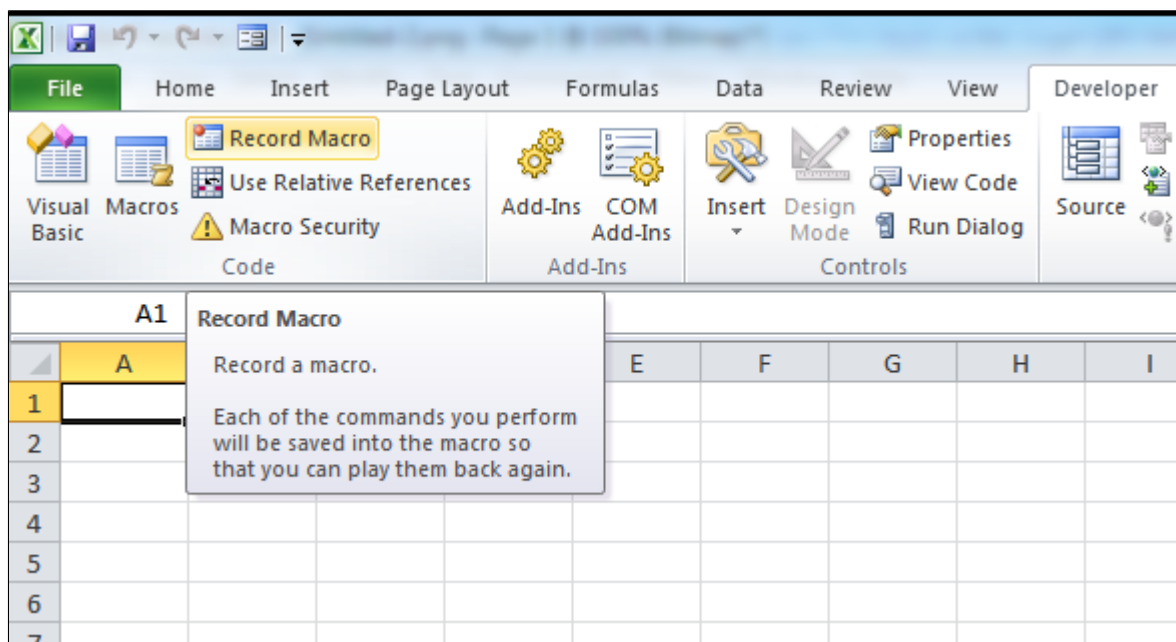 File Home Insert Page Layout Formulas Data Review View Developer
Record Macro
Use Relative References
Macro Security
Visual Basic
Macros
Code
Add-Ins
COM Add-Ins
Add-Ins
Insert
Design Mode
Properties
View Code
Run Dialog
Controls
Source
A1
Record Macro
Record a macro.
Each of the commands you perform
will be saved into the macro so
that you can play them back again.
A E F G H I
1
2
3
4
5
6
7